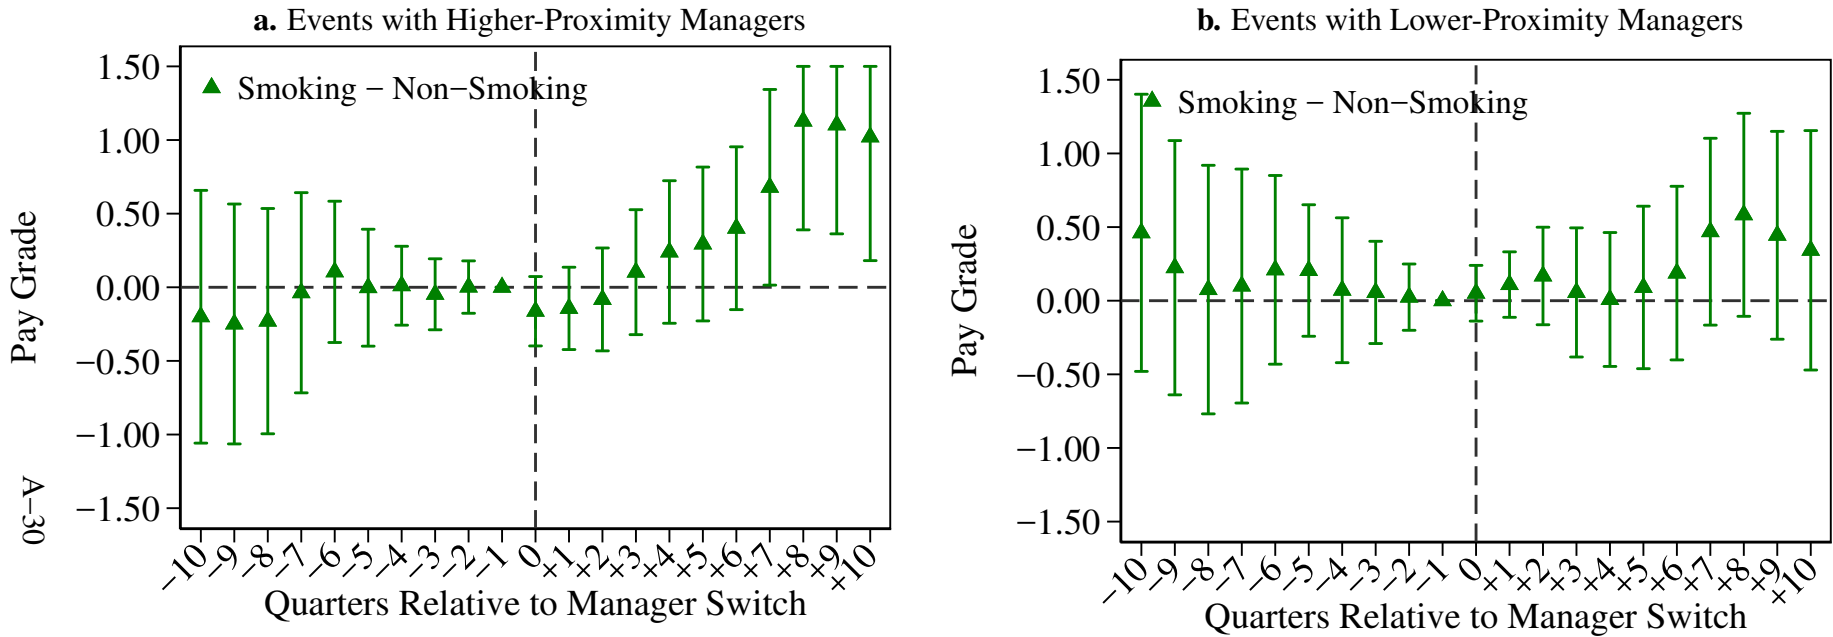 a. Events with Higher-Proximity Managers
Smoking − Non−Smoking
Pay Grade
1.50
1.00
0.50
0.00
−0.50
−1.00
−1.50
−10 −9 −8 −7 −6 −5 −4 −3 −2 −1 0 +1 +2 +3 +4 +5 +6 +7 +8 +9 +10
Quarters Relative to Manager Switch
A−30
b. Events with Lower-Proximity Managers
Smoking − Non−Smoking
Pay Grade
1.50
1.00
0.50
0.00
−0.50
−1.00
−1.50
−10 −9 −8 −7 −6 −5 −4 −3 −2 −1 0 +1 +2 +3 +4 +5 +6 +7 +8 +9 +10
Quarters Relative to Manager Switch